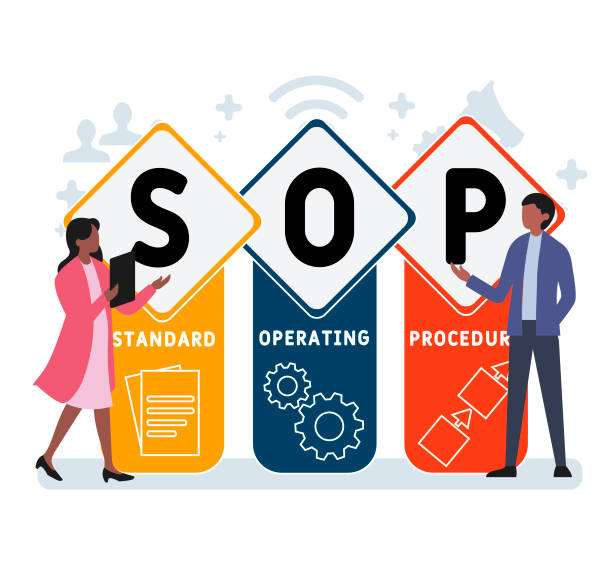 S O P
STANDARD OPERATING PROCEDUR